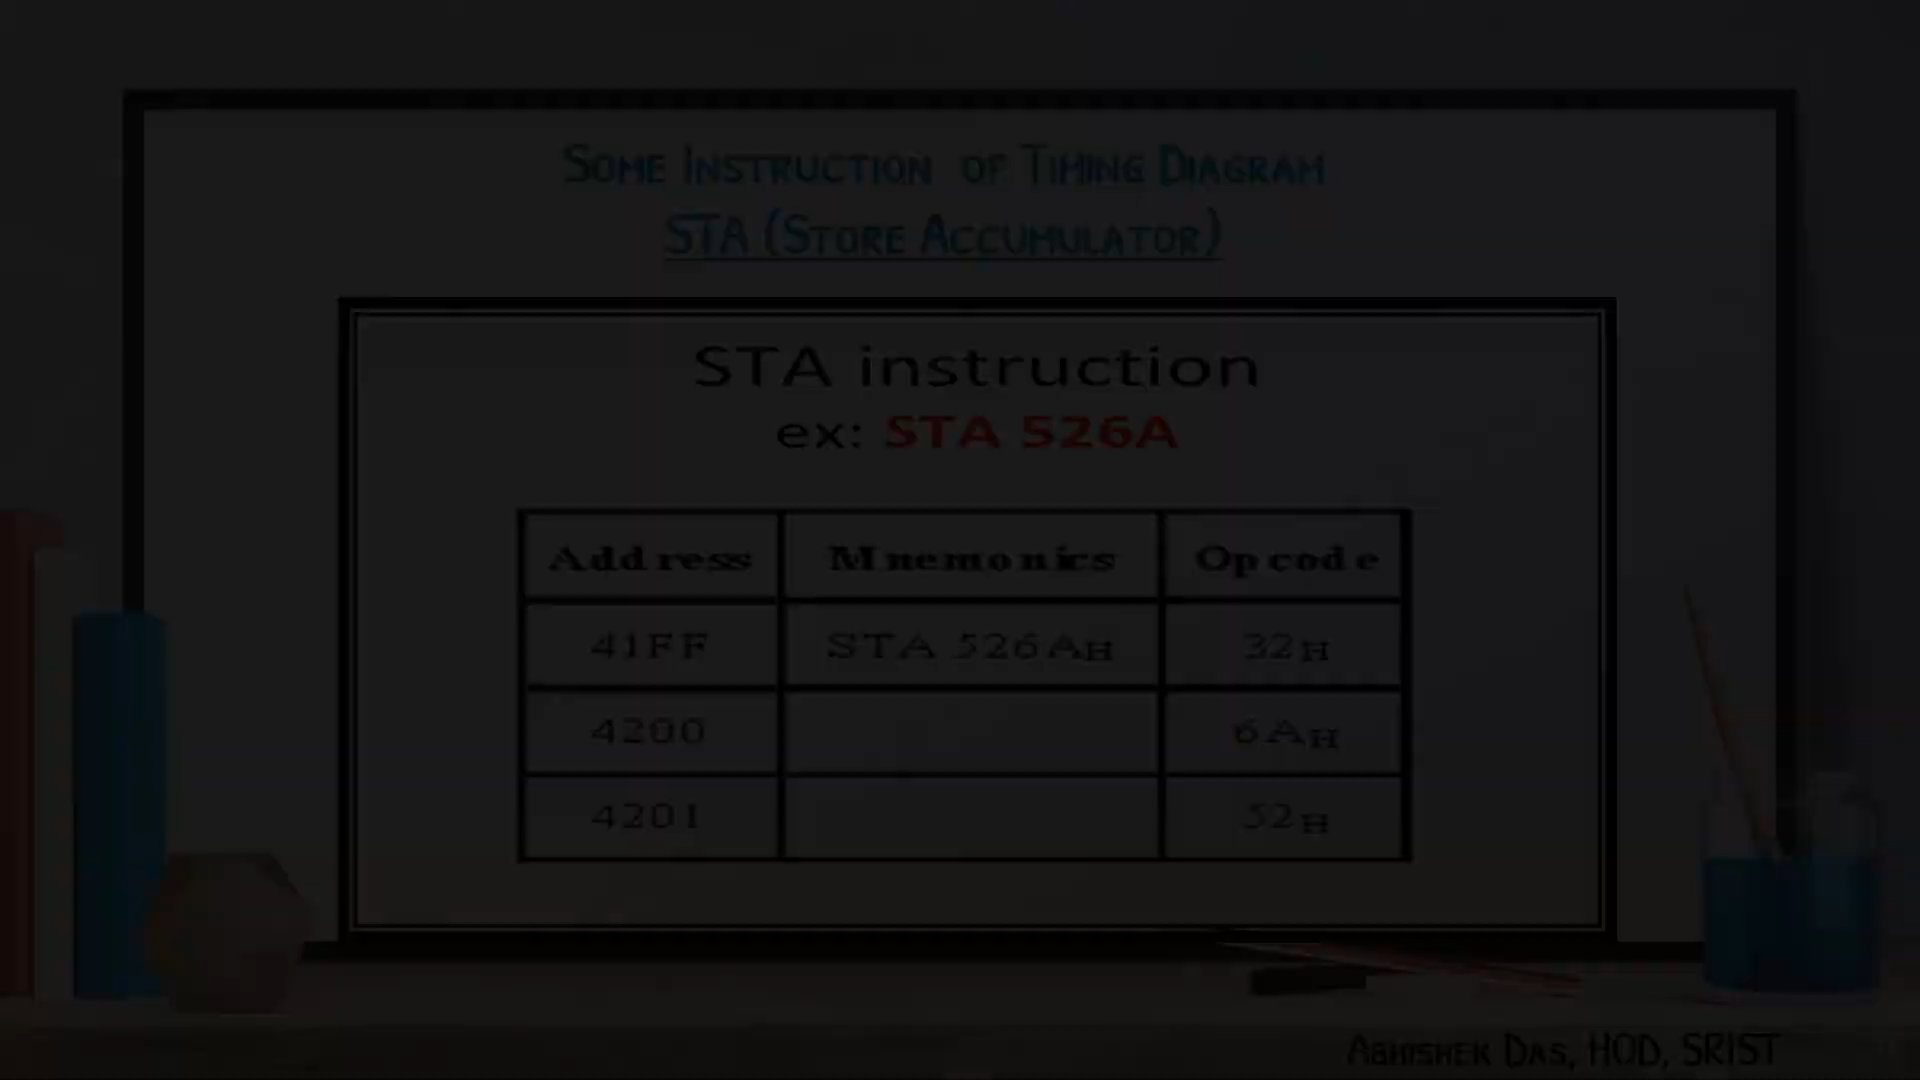 Some Instruction of Timing Diagram
STA (Store Accumulator)
STA instruction
ex: STA 526A
Address Mnemonics Opcode
41FF STA 526AH 32H
4200 6AH
4201 52H
Abhishek Das, HOD, SRIST